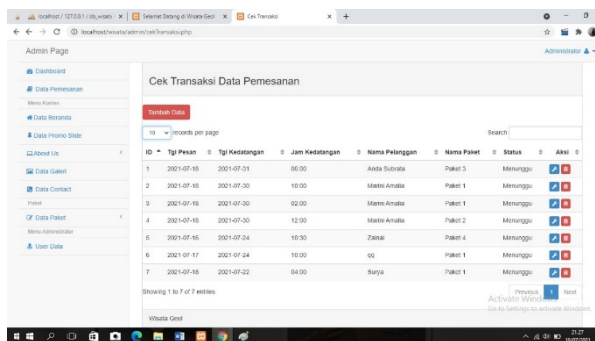 localhost / 127.0.0.1 / db_wisata
Selamat Datang di Wisata Geol
Cek Transaksi
localhost/wisata/admin/cekTransaksi.php
Admin Page
Administrator
Dashboard
Data Pemesanan
Menu Konten
Data Beranda
Data Promo Slide
About Us
Data Galeri
Data Contact
Paket
Data Paket
Menu Administrator
User Data
Cek Transaksi Data Pemesanan
Tambah Data
10 records per page
Search:
ID Tgl Pesan Tgl Kedatangan Jam Kedatangan Nama Pelanggan Nama Paket Status Aksi
1 2021-07-16 2021-07-31 Anda Subrata Paket 3 Menunggu
2 2021-07-16 2021-07-30 10:00 Marini Amalia Paket 1 Menunggu
3 2021-07-16 2021-07-30 02:00 Marini Amalia Paket 1 Menunggu
4 2021-07-16 2021-07-30 12:00 Marini Amalia Paket 2 Menunggu
5 2021-07-16 2021-07-24 10:30 Zainal Paket 4 Menunggu
6 2021-07-17 2021-07-24 10:00 qq Paket 1 Menunggu
7 2021-07-18 2021-07-22 04:00 Surya Paket 1 Menunggu
Showing 1 to 7 of 7 entries
Previous 1 Next
Activate Windows
Go to Settings to activate Windows.
Wisata Geol
21.27